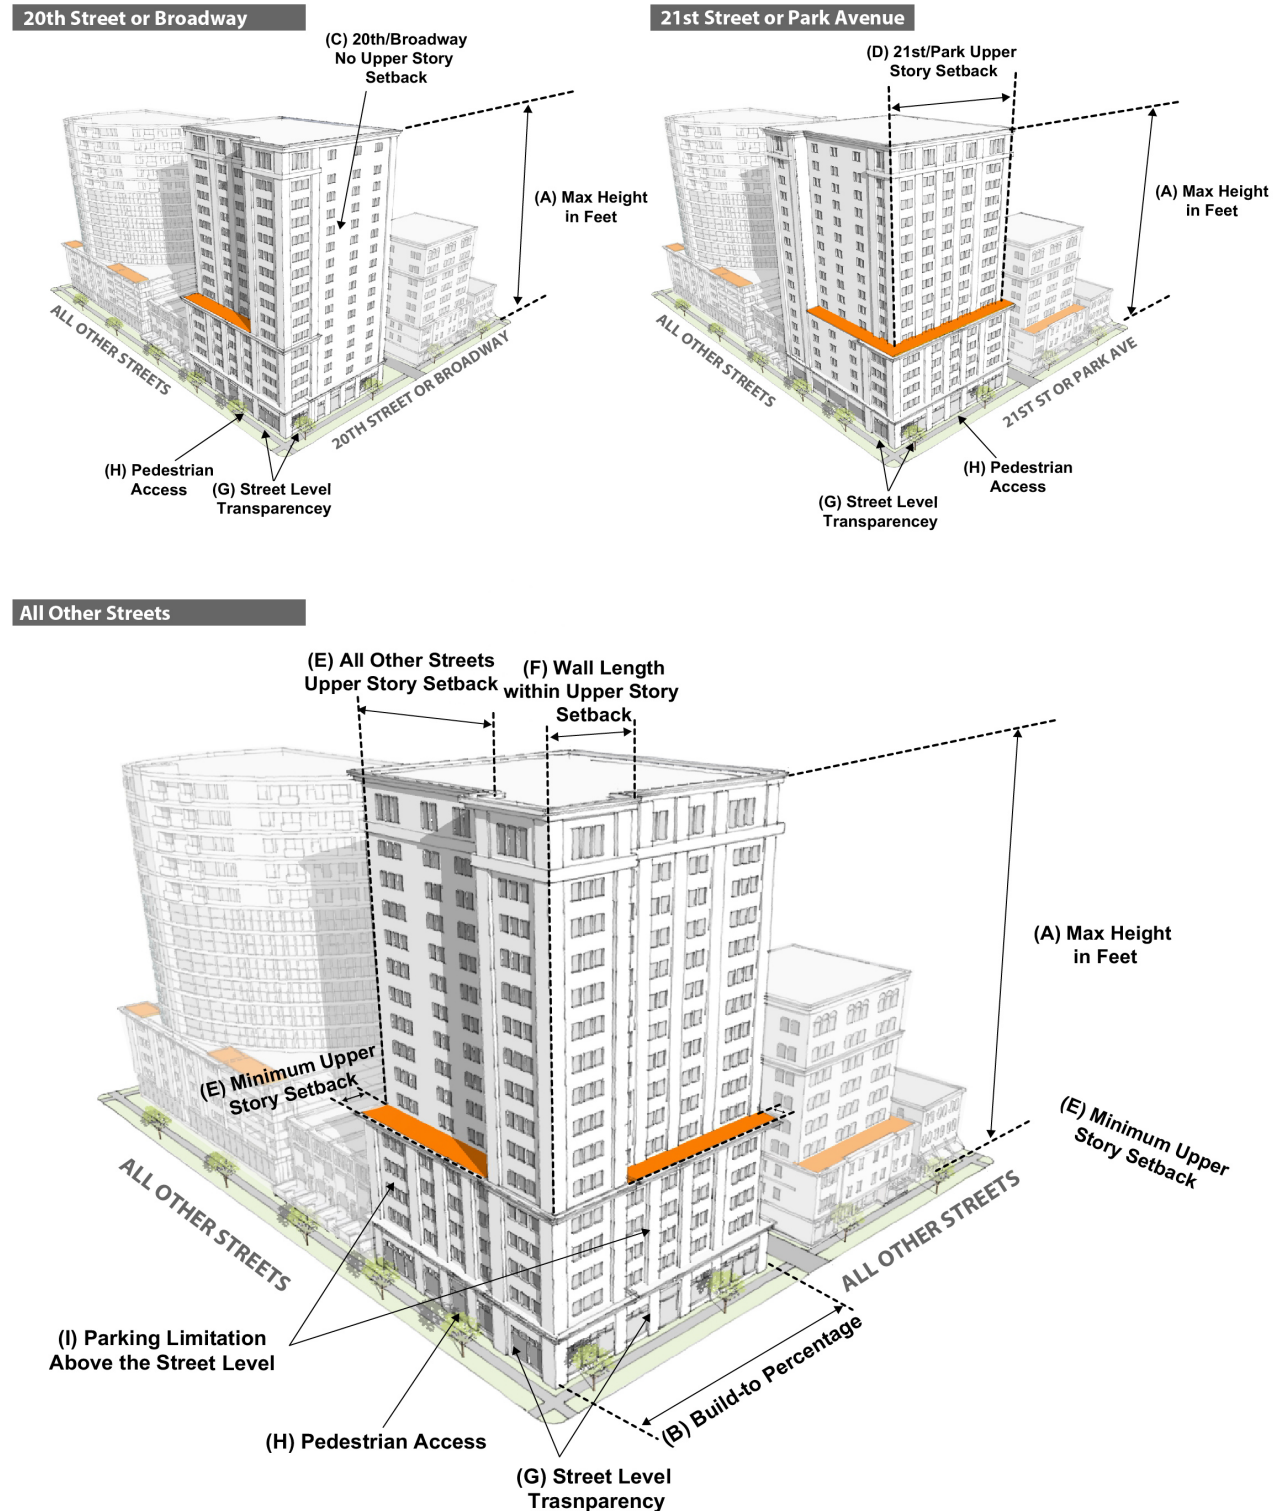 20th Street or Broadway
(C) 20th/Broadway
No Upper Story
Setback
(A) Max Height
in Feet
ALL OTHER STREETS
20TH STREET OR BROADWAY
(H) Pedestrian
Access
(G) Street Level
Transparencey
21st Street or Park Avenue
(D) 21st/Park Upper
Story Setback
(A) Max Height
in Feet
ALL OTHER STREETS
21ST ST OR PARK AVE
(H) Pedestrian
Access
(G) Street Level
Transparencey
All Other Streets
(E) All Other Streets
Upper Story Setback
(F) Wall Length
within Upper Story
Setback
(A) Max Height
in Feet
(E) Minimum Upper
Story Setback
(E) Minimum Upper
Story Setback
ALL OTHER STREETS
ALL OTHER STREETS
(I) Parking Limitation
Above the Street Level
(B) Build-to Percentage
(H) Pedestrian Access
(G) Street Level
Trasnparency